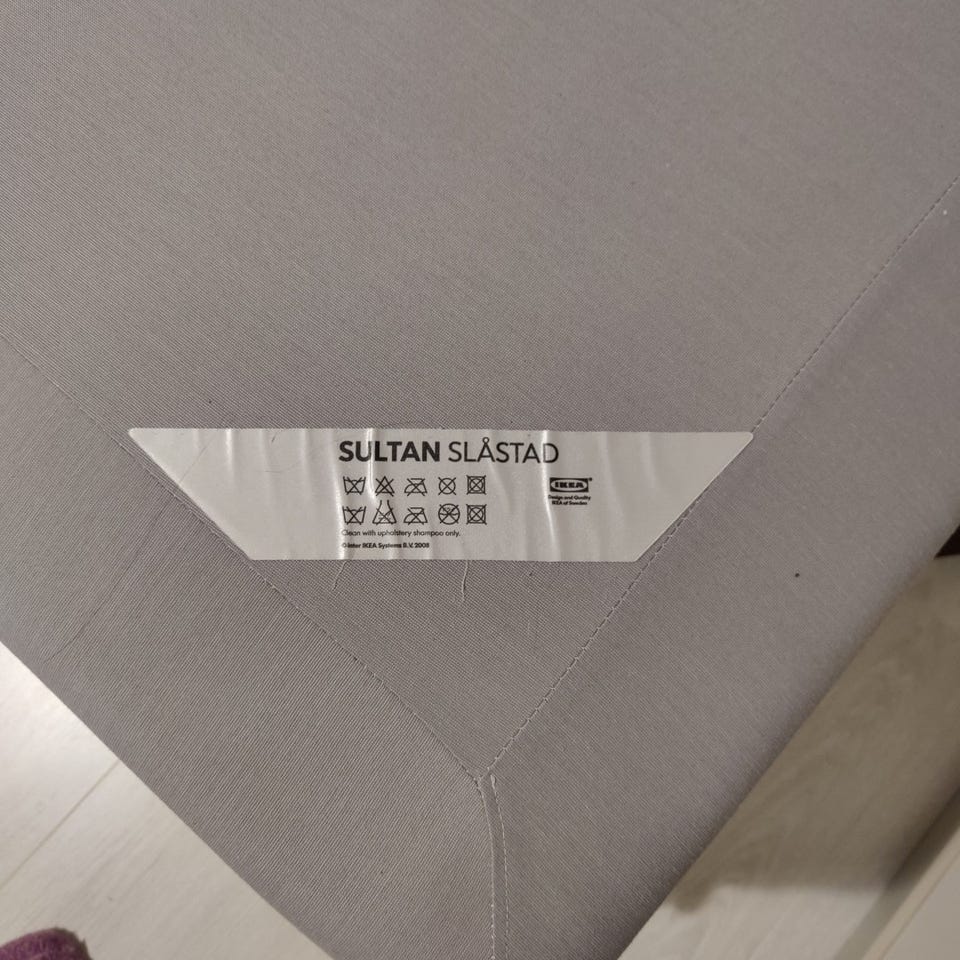 SULTAN SLÅSTAD
IKEA®
Design and Quality
IKEA of Sweden
Clean with upholstery shampoo only.
© Inter IKEA Systems B.V. 2008